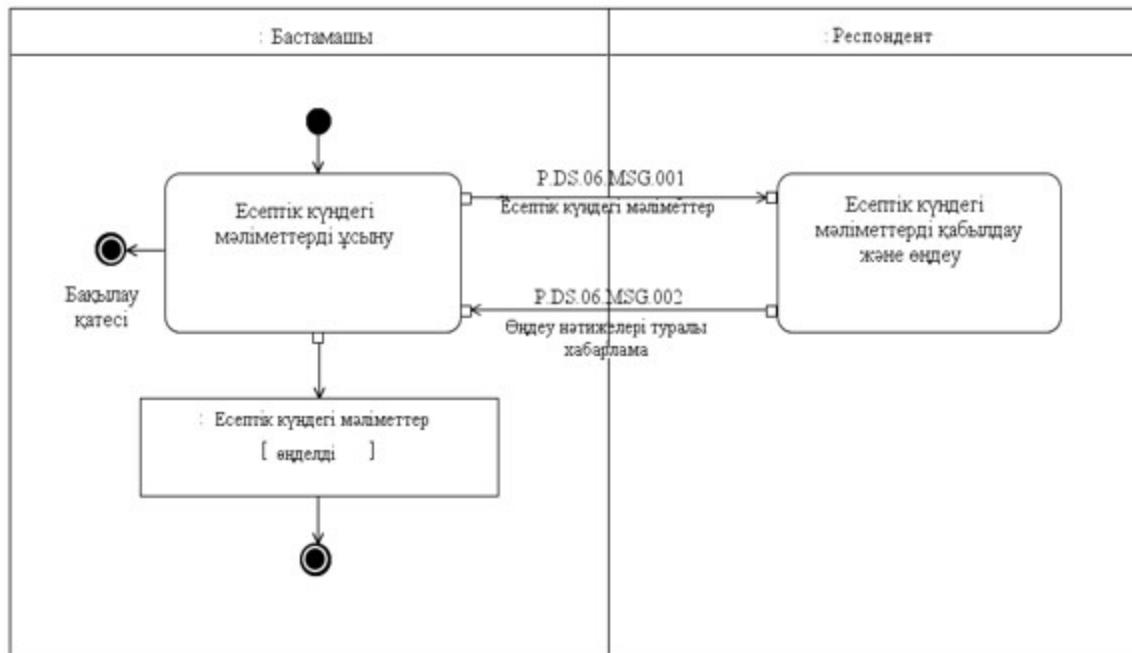 : Бастамашы
: Респондент
Есептік күндегі
мәліметтерді ұсыну
P.DS.06.MSG.001
Есептік күндегі мәліметтер
Есептік күндегі
мәліметтерді қабылдау
және өңдеу
Бақылау
қатесі
P.DS.06.MSG.002
Өңдеу нәтижелері туралы
хабарлама
: Есептік күндегі мәліметтер
[ өңделді ]